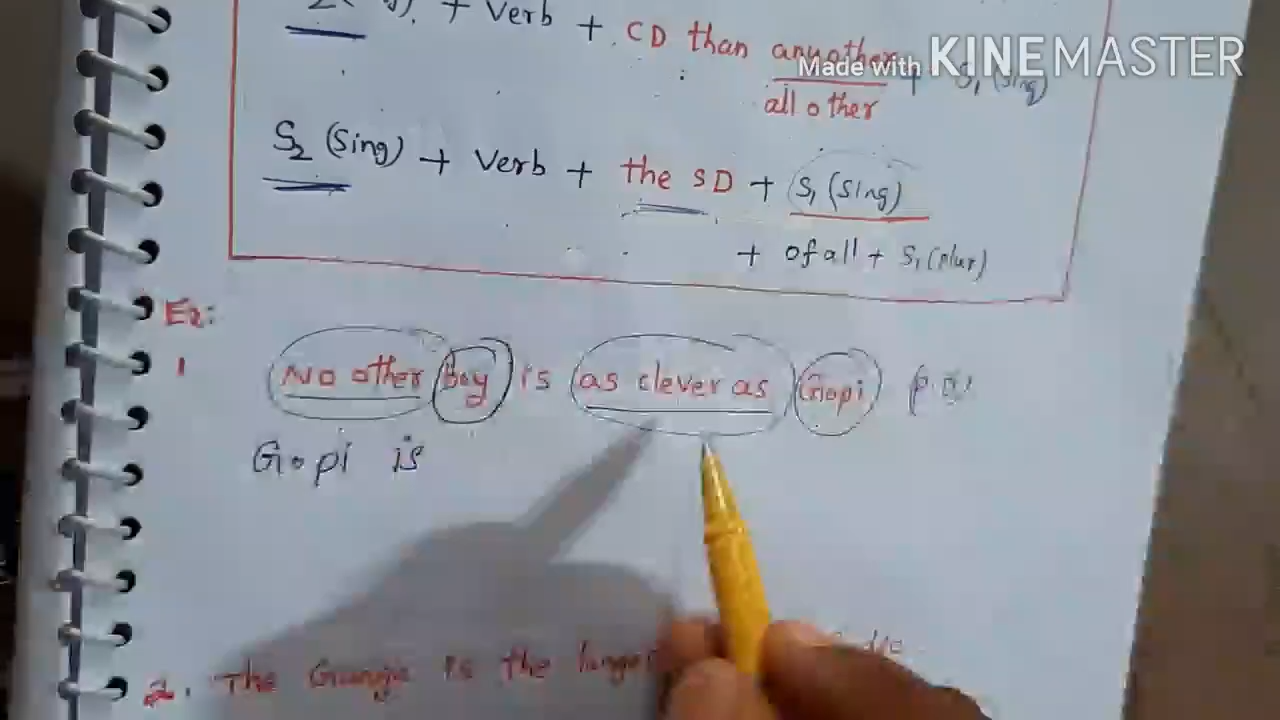 + Verb + CD than any other + S₁ (sing)
all other
Made with KINEMASTER
S₂ (Sing) + Verb + the SD + S₁ (Sing)
+ of all + S₁ (plur)
Ex:
1 No other Boy is as clever as Gopi
Gopi is
2. The Ganga is the